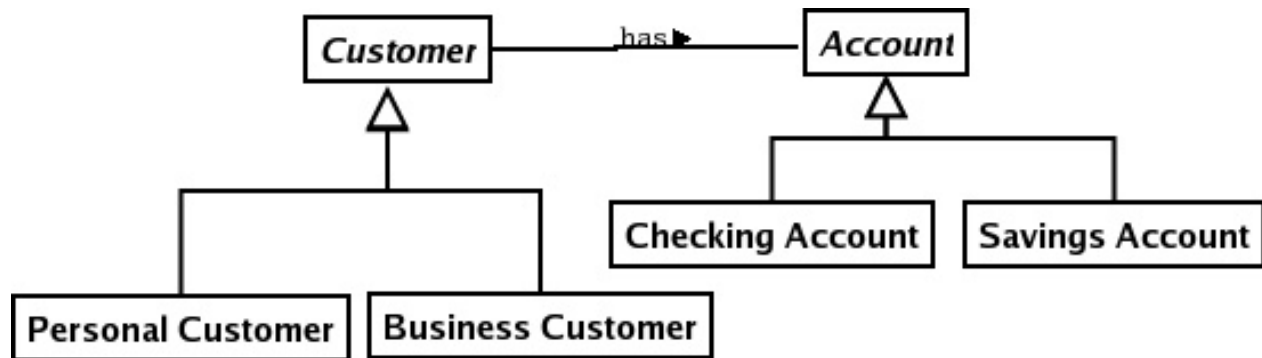 Customer
has
Account
Checking Account
Savings Account
Personal Customer
Business Customer